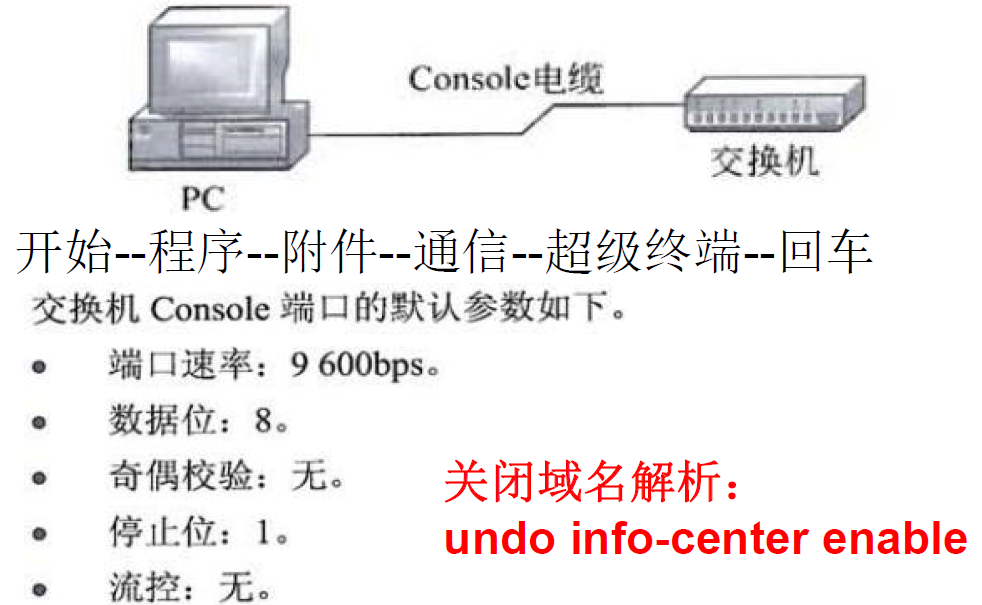 Console电缆
交换机
PC
开始--程序--附件--通信--超级终端--回车
交换机 Console 端口的默认参数如下。
端口速率：9 600bps。
数据位：8。
奇偶校验：无。
停止位：1。
流控：无。
关闭域名解析：
undo info-center enable